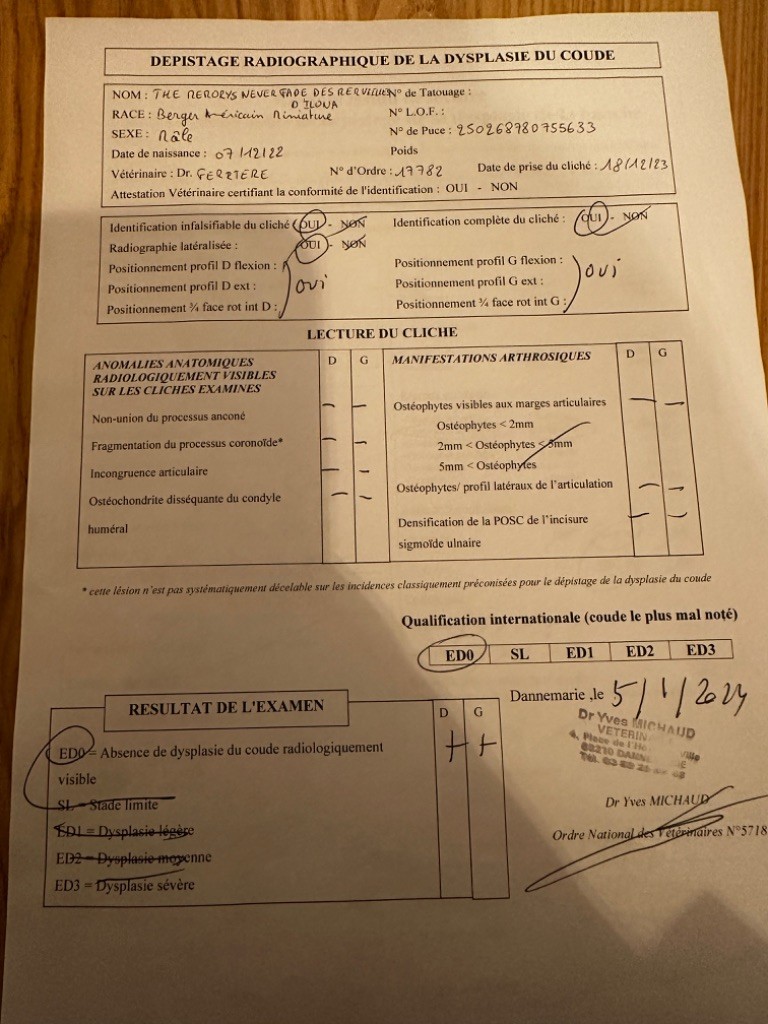 DEPISTAGE RADIOGRAPHIQUE DE LA DYSPLASIE DU COUDE
NOM : THE MEMORYS NEVER FADE DES N° de Tatouage :
D'ILONA
RACE : Berger Américain Miniature N° L.O.F. :
SEXE : Mâle N° de Puce : 250268780755633
Date de naissance : 07/12/22 Poids
Vétérinaire : Dr. FERRIERE N° d'Ordre : 17782 Date de prise du cliché : 18/12/23
Attestation Vétérinaire certifiant la conformité de l'identification : OUI - NON
Identification infalsifiable du cliché OUI - NON Identification complète du cliché : OUI - NON
Radiographie latéralisée : OUI - NON
Positionnement profil D flexion : Positionnement profil G flexion :
Positionnement profil D ext : oui Positionnement profil G ext : oui
Positionnement ¾ face rot int D : Positionnement ¾ face rot int G :
LECTURE DU CLICHE
ANOMALIES ANATOMIQUES D G MANIFESTATIONS ARTHROSIQUES D G
RADIOLOGIQUEMENT VISIBLES
SUR LES CLICHES EXAMINES
Non-union du processus anconé – – Ostéophytes visibles aux marges articulaires – –
Ostéophytes < 2mm
Fragmentation du processus coronoïde* – – 2mm < Ostéophytes < 5mm
Incongruence articulaire – – 5mm < Ostéophytes
Ostéochondrite disséquante du condyle – – Ostéophytes/ profil latéraux de l'articulation – –
huméral Densification de la POSC de l'incisure – –
sigmoïde ulnaire
* cette lésion n'est pas systématiquement décelable sur les incidences classiquement préconisées pour le dépistage de la dysplasie du coude
Qualification internationale (coude le plus mal noté)
ED0 SL ED1 ED2 ED3
Dannemarie ,le 5/1/2024
RESULTAT DE L'EXAMEN D G
ED0 = Absence de dysplasie du coude radiologiquement + +
visible
SL = Stade limite
ED1 = Dysplasie légère
ED2 = Dysplasie moyenne
ED3 = Dysplasie sévère
Dr Yves MICHAUD
4, Place de l'
Dr Yves MICHAUD
Ordre National des Vétérinaires N°5718